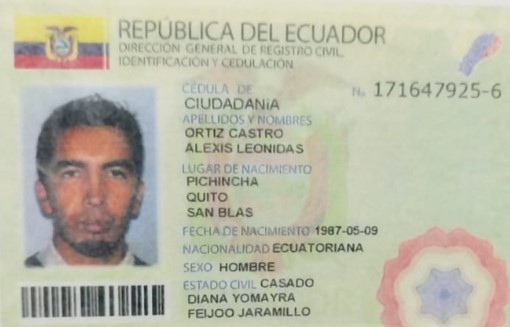 REPÚBLICA DEL ECUADOR
DIRECCIÓN GENERAL DE REGISTRO CIVIL,
IDENTIFICACIÓN Y CEDULACIÓN
CÉDULA DE No. 171647925-6
CIUDADANÍA
APELLIDOS Y NOMBRES
ORTIZ CASTRO
ALEXIS LEONIDAS
LUGAR DE NACIMIENTO
PICHINCHA
QUITO
SAN BLAS
FECHA DE NACIMIENTO 1987-05-09
NACIONALIDAD ECUATORIANA
SEXO HOMBRE
ESTADO CIVIL CASADO
DIANA YOMAYRA
FEIJOO JARAMILLO